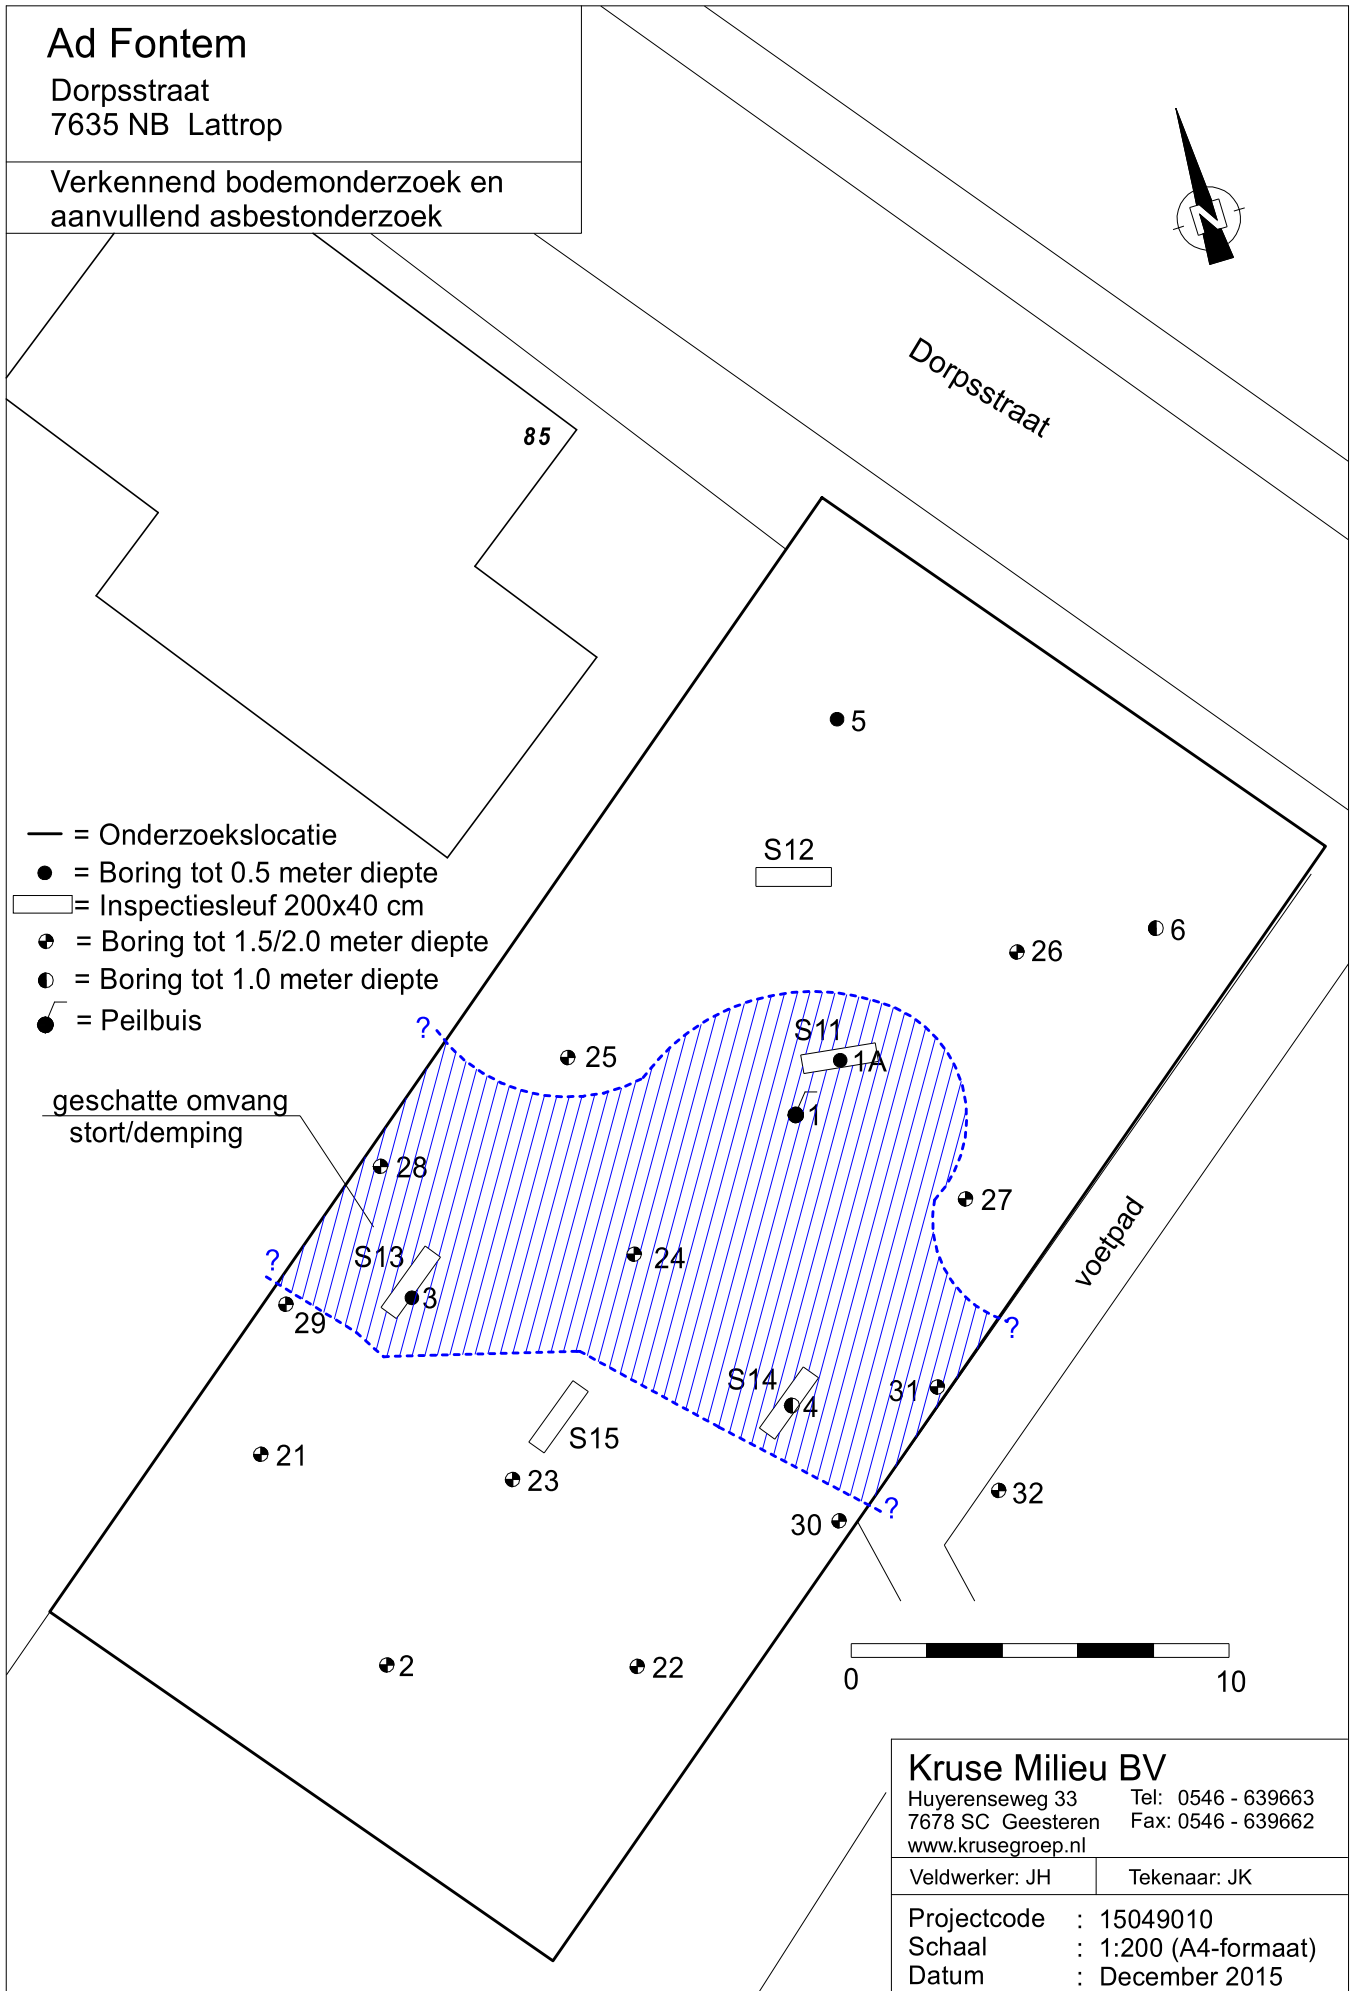 Ad Fontem
Dorpsstraat
7635 NB Lattrop
Verkennend bodemonderzoek en
aanvullend asbestonderzoek
N
Dorpsstraat
85
5
S12
6
26
= Onderzoekslocatie
= Boring tot 0.5 meter diepte
= Inspectiesleuf 200x40 cm
= Boring tot 1.5/2.0 meter diepte
= Boring tot 1.0 meter diepte
= Peilbuis
?
25
S11
1A
1
geschatte omvang
stort/demping
28
27
voetpad
?
S13
24
3
29
?
S14
31
4
S15
21
23
32
?
30
2
22
0
10
Kruse Milieu BV
Huyerenseweg 33 Tel: 0546 - 639663
7678 SC Geesteren Fax: 0546 - 639662
www.krusegroep.nl
Veldwerker: JH Tekenaar: JK
Projectcode : 15049010
Schaal : 1:200 (A4-formaat)
Datum : December 2015